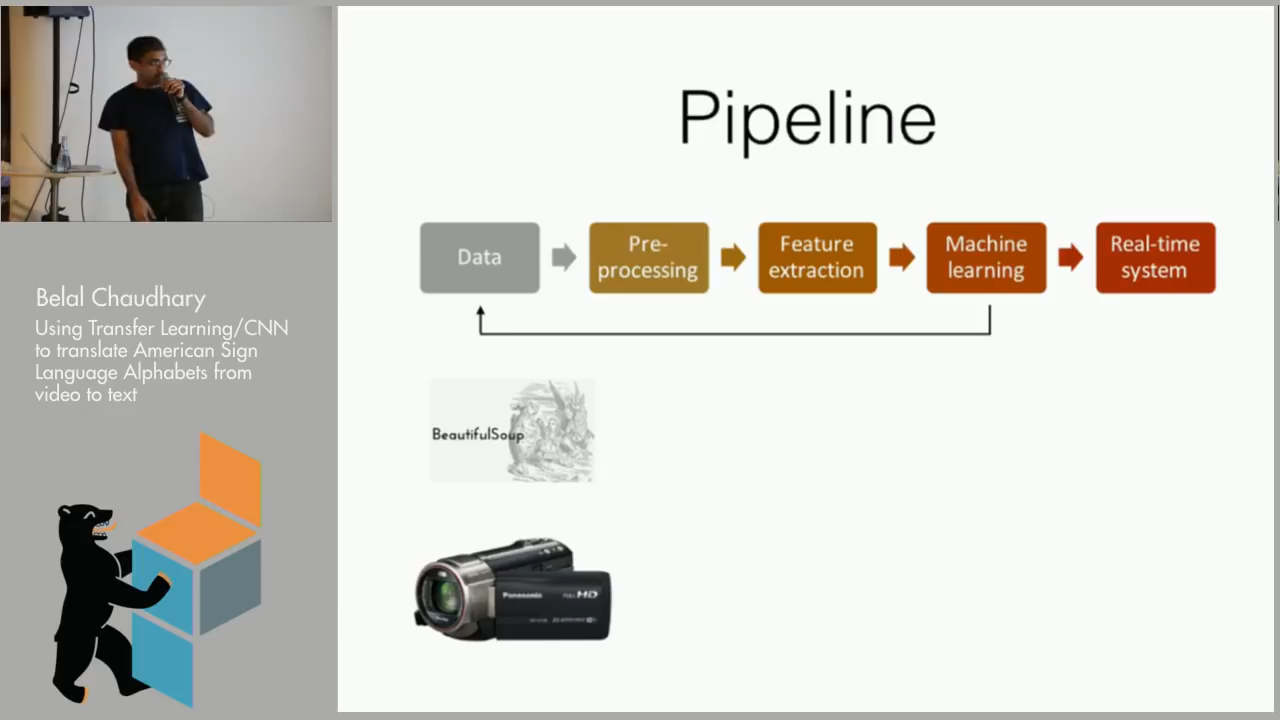 Pipeline
Data
Pre-
processing
Feature
extraction
Machine
learning
Real-time
system
BeautifulSoup
Panasonic
HD
Belal Chaudhary
Using Transfer Learning/CNN
to translate American Sign
Language Alphabets from
video to text